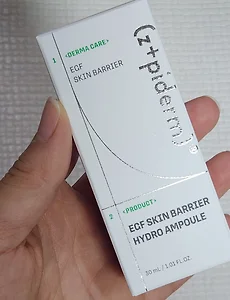 1 <DERMA CARE>
EGF
SKIN BARRIER
(z+piderm)®
2 <PRODUCT>
EGF SKIN BARRIER
HYDRO AMPOULE
30 mL / 1.01 FL.OZ